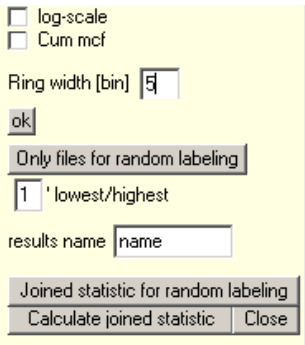 log-scale
Cum mcf
Ring width [bin] 5
ok
Only files for random labeling
1 ' lowest/highest
results name name
Joined statistic for random labeling
Calculate joined statistic Close